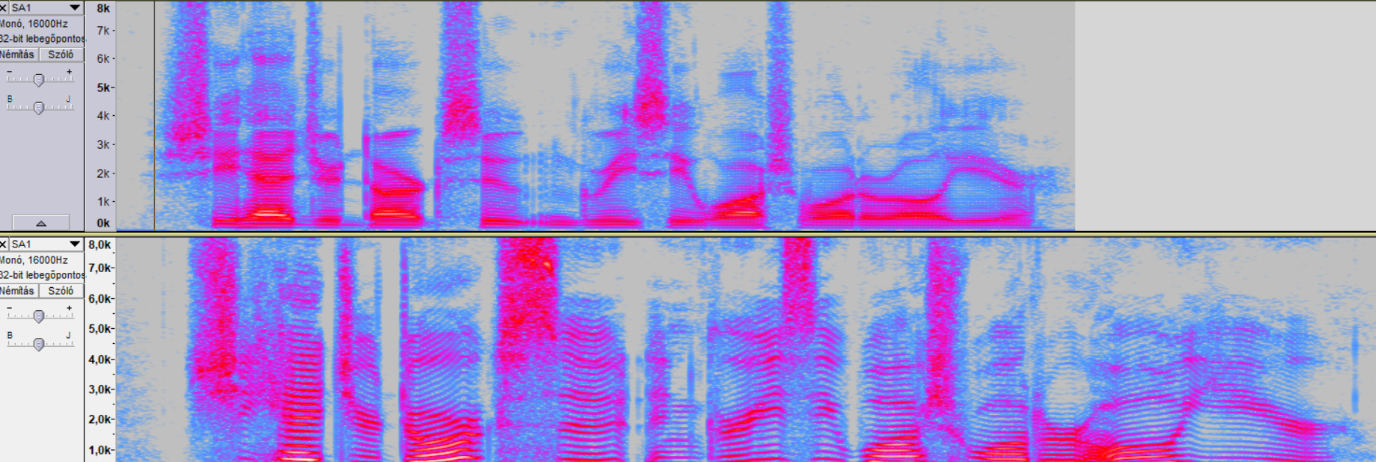 × SA1 ▼
Monó, 16000Hz
32-bit lebegőpontos
Némítás Szóló
- +
B J
8k
7k
6k
5k
4k
3k
2k
1k
0k
× SA1 ▼
Monó, 16000Hz
32-bit lebegőpontos
Némítás Szóló
- +
B J
8,0k
7,0k
6,0k
5,0k
4,0k
3,0k
2,0k
1,0k